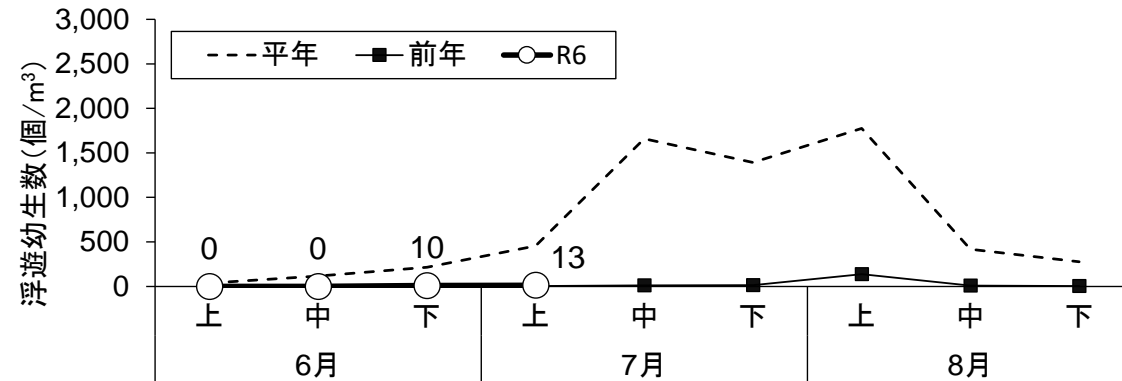 浮遊幼生数(個/m³)
3,000
2,500
2,000
1,500
1,000
500
0
平年 前年 R6
0 0 10 13
上 中 下 上 中 下 上 中 下
6月 7月 8月